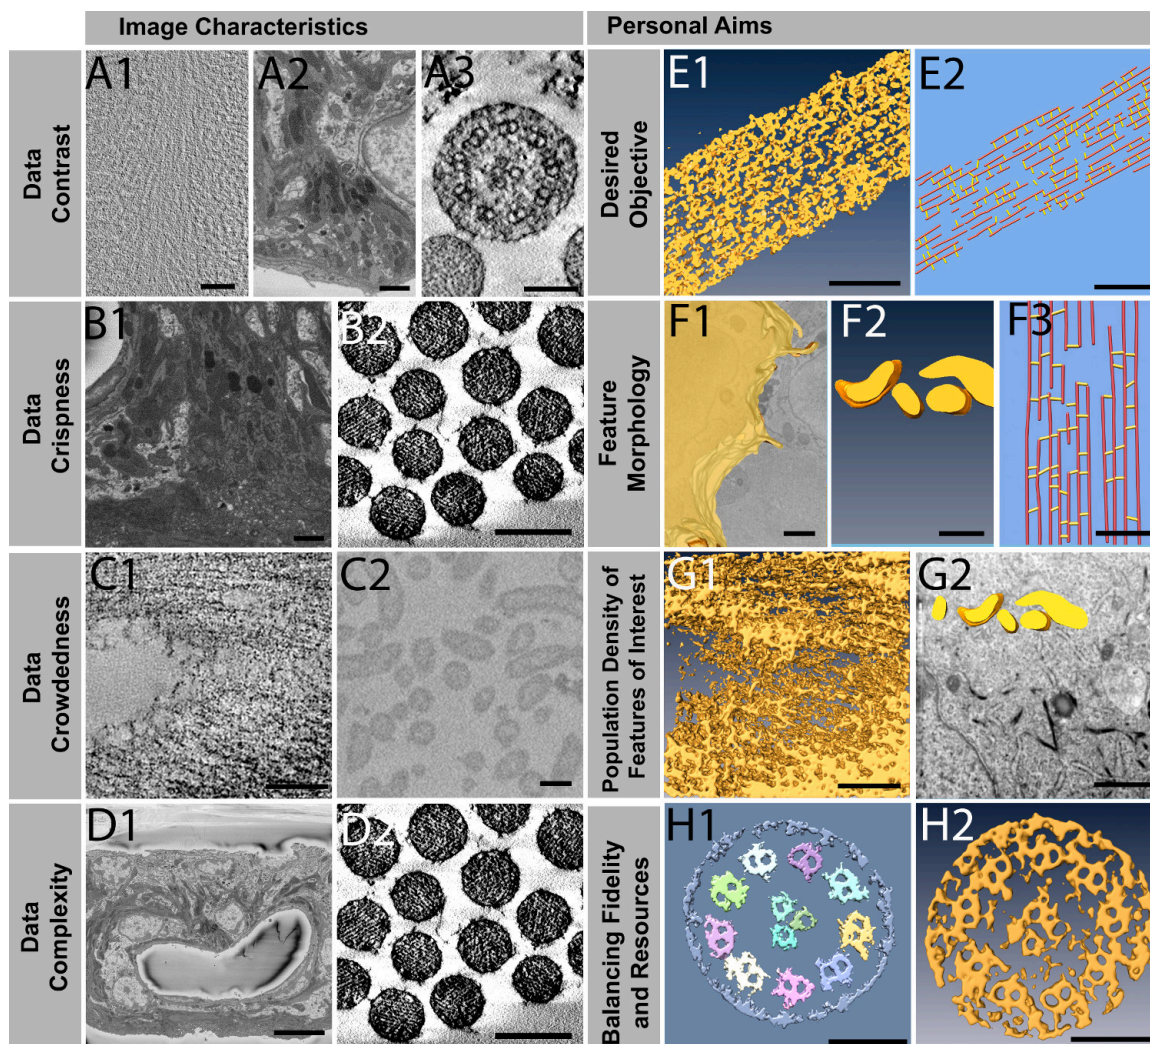 Image Characteristics
Personal Aims
Data
Contrast
A1
A2
A3
Desired
Objective
E1
E2
Data
Crispness
B1
B2
Feature
Morphology
F1
F2
F3
Data
Crowdedness
C1
C2
Population Density of
Features of Interest
G1
G2
Data
Complexity
D1
D2
Balancing Fidelity
and Resources
H1
H2